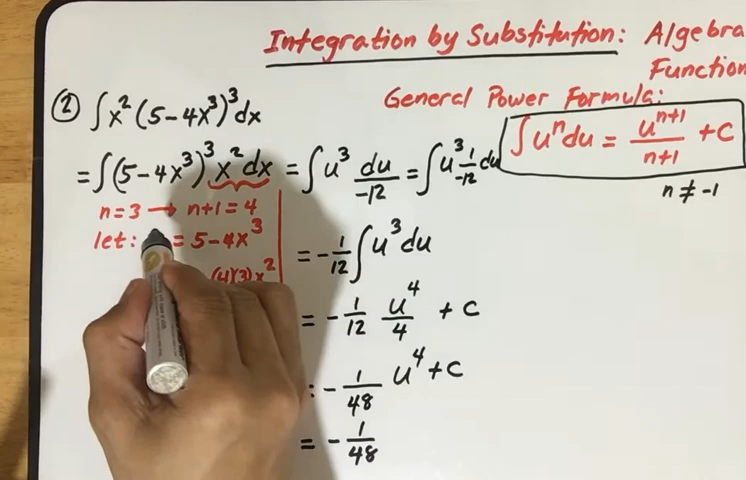 Integration by Substitution: Algebra
Function
General Power Formula:
∫uⁿdu = uⁿ⁺¹/n+1 + C
n ≠ -1
② ∫x²(5-4x³)³dx
= ∫(5-4x³)³x²dx = ∫u³ du/-12 = ∫u³ 1/-12 du
n=3 → n+1=4
let: = 5-4x³
(4)(3)x²
= -1/12 ∫u³du
= -1/12 u⁴/4 + C
: -1/48 u⁴+C
= -1/48